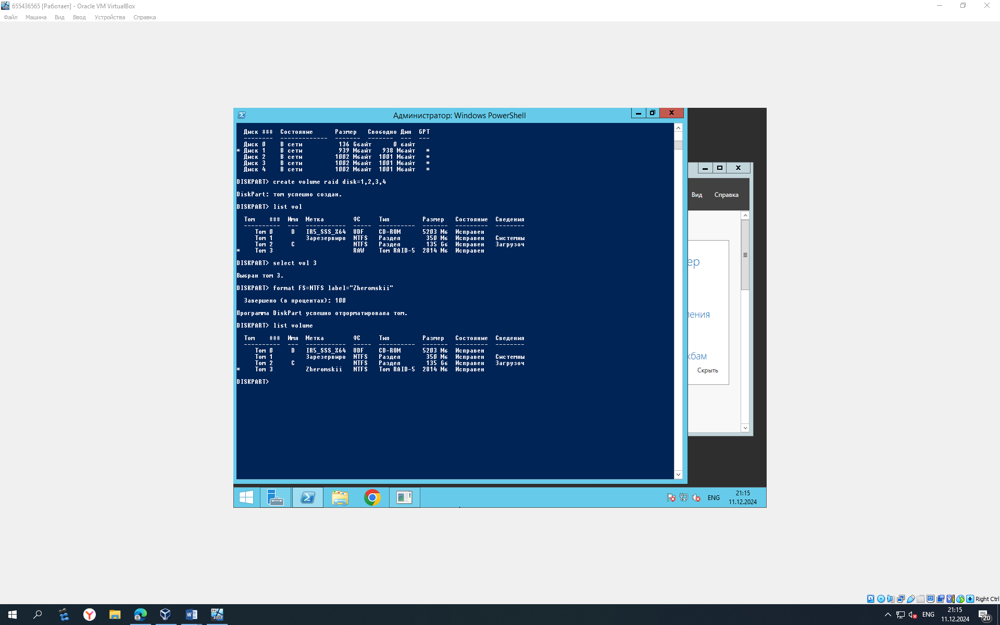 655436565 [Работает] - Oracle VM VirtualBox
Файл Машина Вид Ввод Устройства Справка
Администратор: Windows PowerShell
Диск ### Состояние Размер Свободно Дин GPT
-------- ------------- ------- ------- --- ---
Диск 0 В сети 136 Gбайт 0 байт
* Диск 1 В сети 939 Мбайт 938 Мбайт *
Диск 2 В сети 1002 Мбайт 1001 Мбайт *
Диск 3 В сети 1002 Мбайт 1001 Мбайт *
Диск 4 В сети 1002 Мбайт 1001 Мбайт *
DISKPART> create volume raid disk=1,2,3,4
DiskPart: том успешно создан.
DISKPART> list vol
Том ### Имя Метка ФС Тип Размер Состояние Сведения
---------- --- ----------- ----- ---------- ------- --------- --------
Том 0 D IR5_SSS_X64 UDF CD-ROM 5203 Мб Исправен
Том 1 Зарезервиро NTFS Раздел 350 Мб Исправен Системны
Том 2 C NTFS Раздел 135 Gб Исправен Загрузоч
* Том 3 RAW Том RAID-5 2814 Мб Исправен
DISKPART> select vol 3
Выбран том 3.
DISKPART> format FS=NTFS label="Zheromskii"
Завершено (в процентах): 100
Программа DiskPart успешно отформатировала том.
DISKPART> list volume
Том ### Имя Метка ФС Тип Размер Состояние Сведения
---------- --- ----------- ----- ---------- ------- --------- --------
Том 0 D IR5_SSS_X64 UDF CD-ROM 5203 Мб Исправен
Том 1 Зарезервиро NTFS Раздел 350 Мб Исправен Системны
Том 2 C NTFS Раздел 135 Gб Исправен Загрузоч
* Том 3 Zheromskii NTFS Том RAID-5 2814 Мб Исправен
DISKPART>
Вид Справка
ер
ления
жбам
Скрыть
ENG 21:15
11.12.2024
Right Ctrl
ENG 21:15
11.12.2024
20